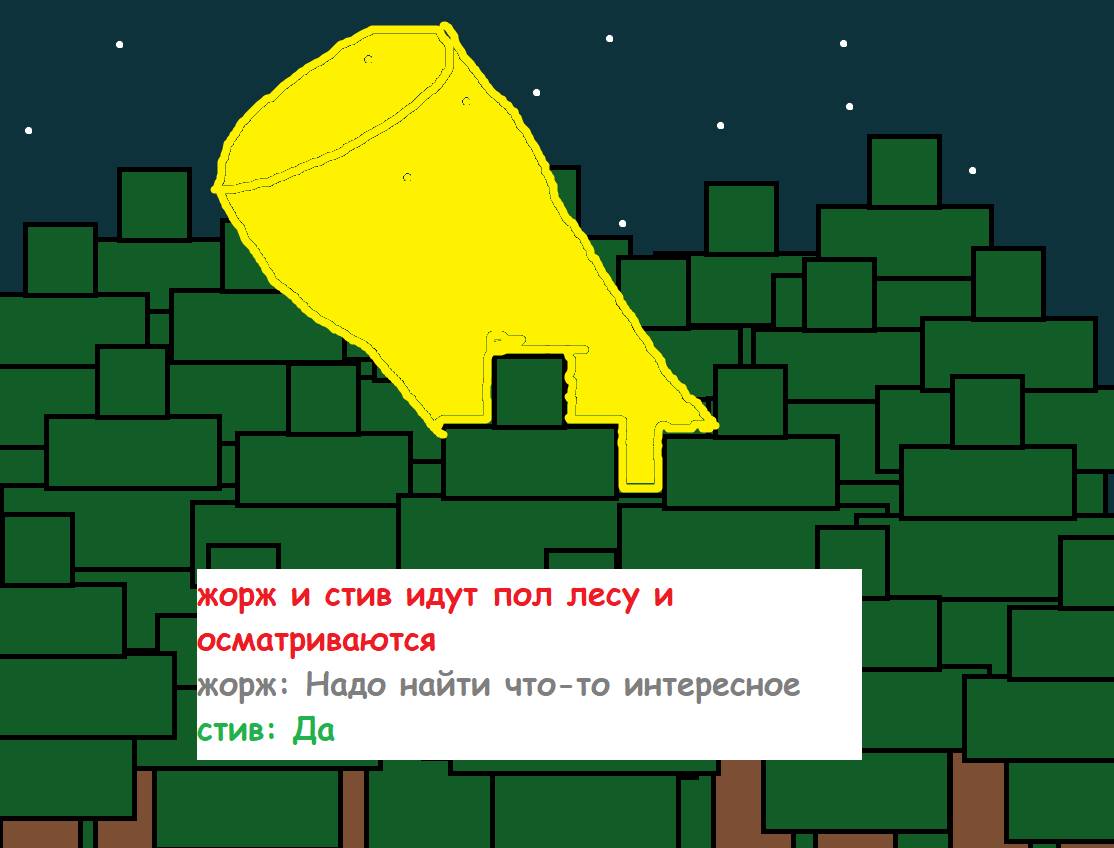 жорж и стив идут пол лесу и
осматриваются
жорж: Надо найти что-то интересное
стив: Да